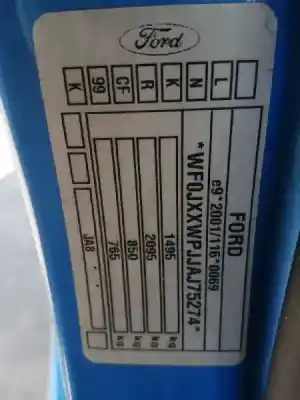 Ford
FORD
e9*2001/116*0069
*WF0JXXWPJJAJ75274*
1495 kg
2095 kg
850 kg
765 kg
JA8
K 99 CF R K N L